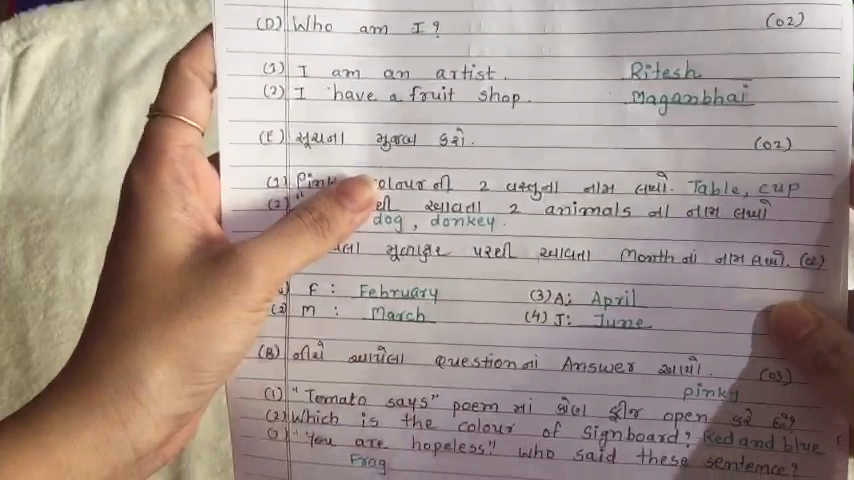 (D) Who am I? (02)
(1) I am an artist. Ritesh
(2) I have a fruit shop. Maganbhai
(E) સૂચના મુજબ કરો. (02)
(1) Pink colour ની 2 વસ્તુના નામ લખો. Table, cup
(2) " થી આવતા 2 animals ના નામ લખો
dog, donkey.
મૂળાક્ષર પરથી આવતા Month નાં નામ લખો. (02)
F : February (3) A: April
(2) M : March (4) J: June
(B) નીચે આપેલા question નાં Answer આપો. (03)
pinky
(1) "Tomato says" poem માં કોણ ફ્રીજ open કરે છે?
(2) Which is the colour of signboard? Red and blue
(3) "You are hopeless." who said these sentence?
Frog